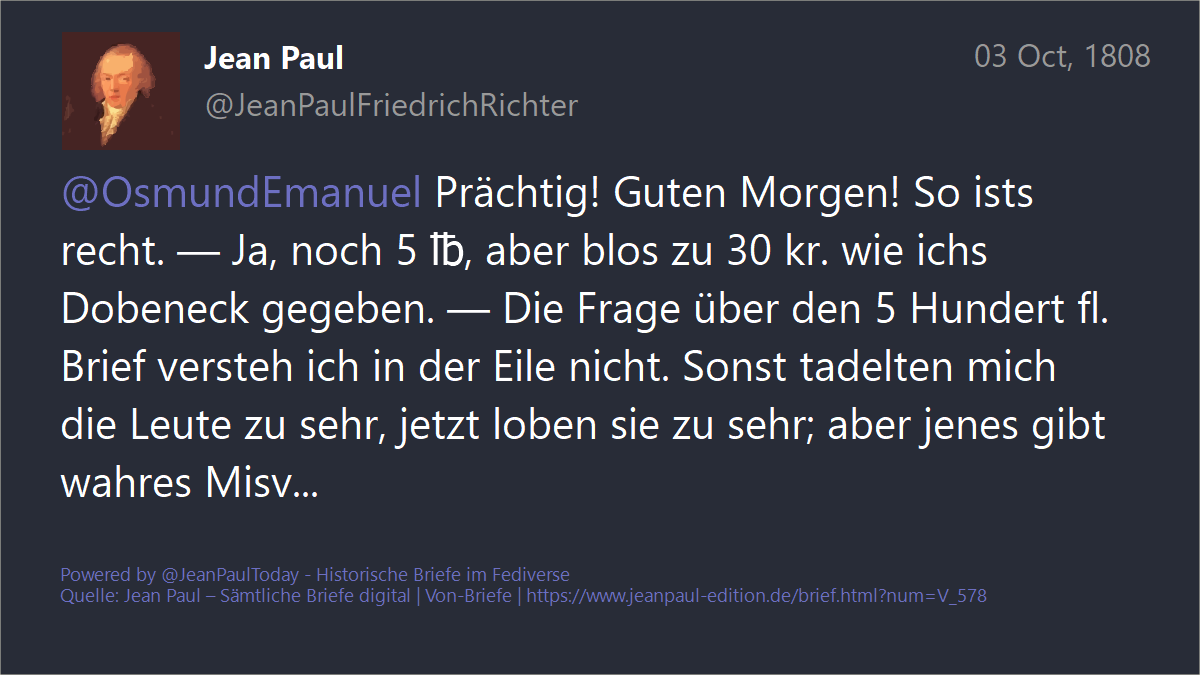 Jean Paul
03 Oct, 1808
@JeanPaulFriedrichRichter
@OsmundEmanuel Prächtig! Guten Morgen! So ists
recht. — Ja, noch 5 ℔, aber blos zu 30 kr. wie ichs
Dobeneck gegeben. — Die Frage über den 5 Hundert fl.
Brief versteh ich in der Eile nicht. Sonst tadelten mich
die Leute zu sehr, jetzt loben sie zu sehr; aber jenes gibt
wahres Misv...
Powered by @JeanPaulToday - Historische Briefe im Fediverse
Quelle: Jean Paul – Sämtliche Briefe digital | Von-Briefe | https://www.jeanpaul-edition.de/brief.html?num=V_578